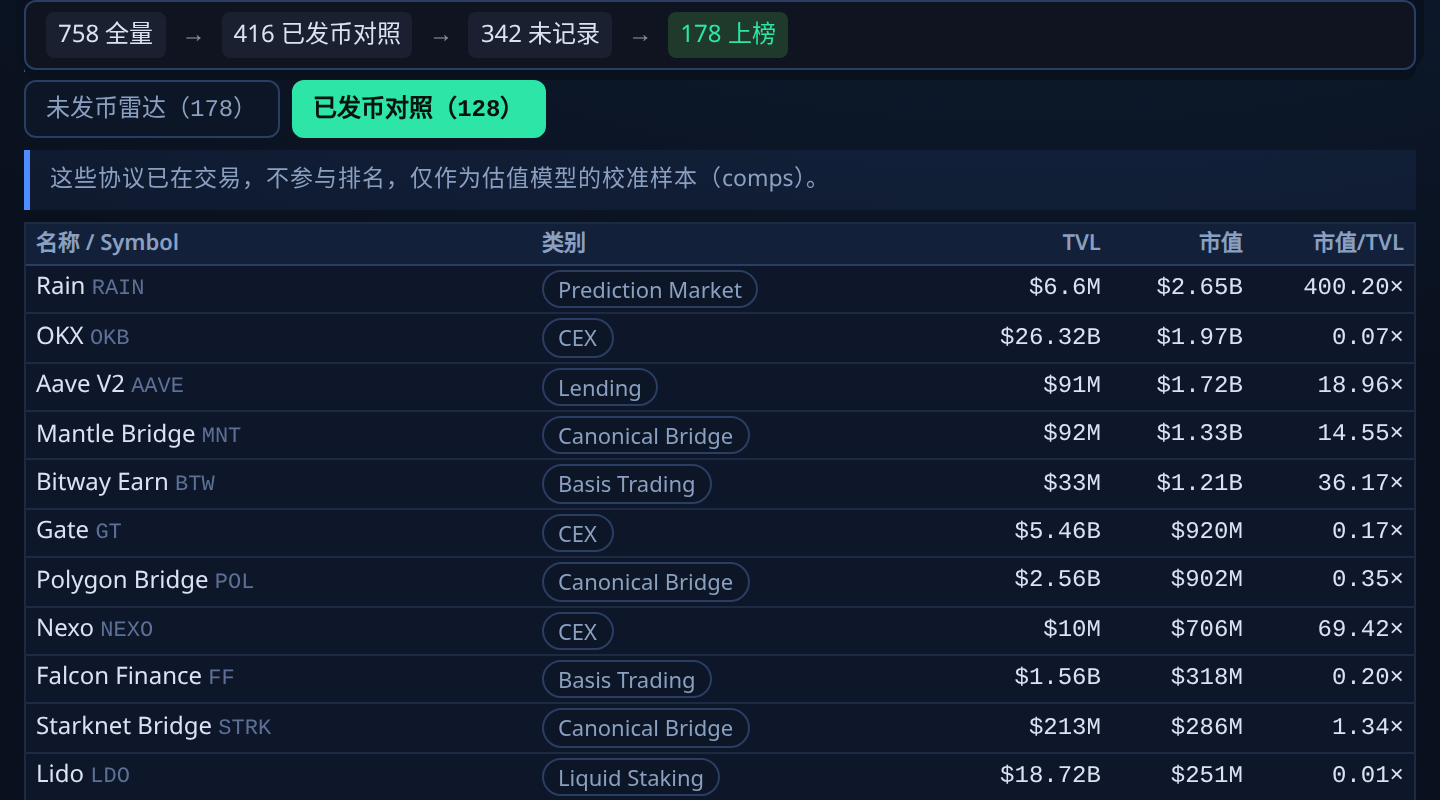 758 全量 → 416 已发币对照 → 342 未记录 → 178 上榜
未发币雷达（178） 已发币对照（128）
这些协议已在交易，不参与排名，仅作为估值模型的校准样本（comps）。
名称 / Symbol 类别 TVL 市值 市值/TVL
Rain RAIN Prediction Market $6.6M $2.65B 400.20×
OKX OKB CEX $26.32B $1.97B 0.07×
Aave V2 AAVE Lending $91M $1.72B 18.96×
Mantle Bridge MNT Canonical Bridge $92M $1.33B 14.55×
Bitway Earn BTW Basis Trading $33M $1.21B 36.17×
Gate GT CEX $5.46B $920M 0.17×
Polygon Bridge POL Canonical Bridge $2.56B $902M 0.35×
Nexo NEXO CEX $10M $706M 69.42×
Falcon Finance FF Basis Trading $1.56B $318M 0.20×
Starknet Bridge STRK Canonical Bridge $213M $286M 1.34×
Lido LDO Liquid Staking $18.72B $251M 0.01×